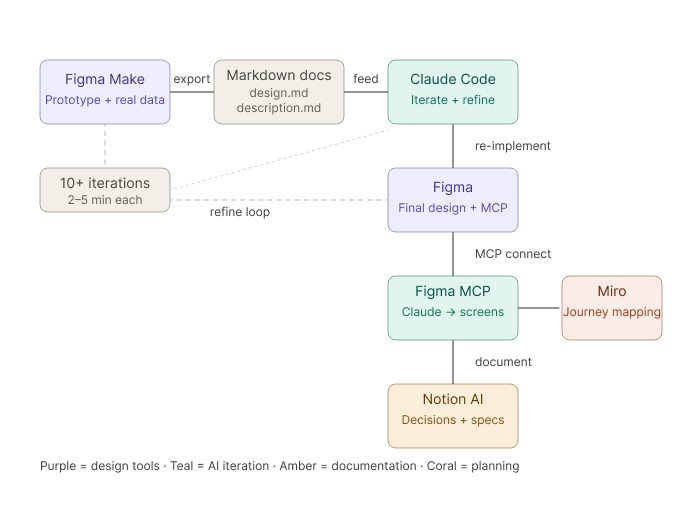 Figma Make
Prototype + real data
export
Markdown docs
design.md
description.md
feed
Claude Code
Iterate + refine
re-implement
10+ iterations
2–5 min each
refine loop
Figma
Final design + MCP
MCP connect
Figma MCP
Claude → screens
Miro
Journey mapping
document
Notion AI
Decisions + specs
Purple = design tools · Teal = AI iteration · Amber = documentation · Coral = planning